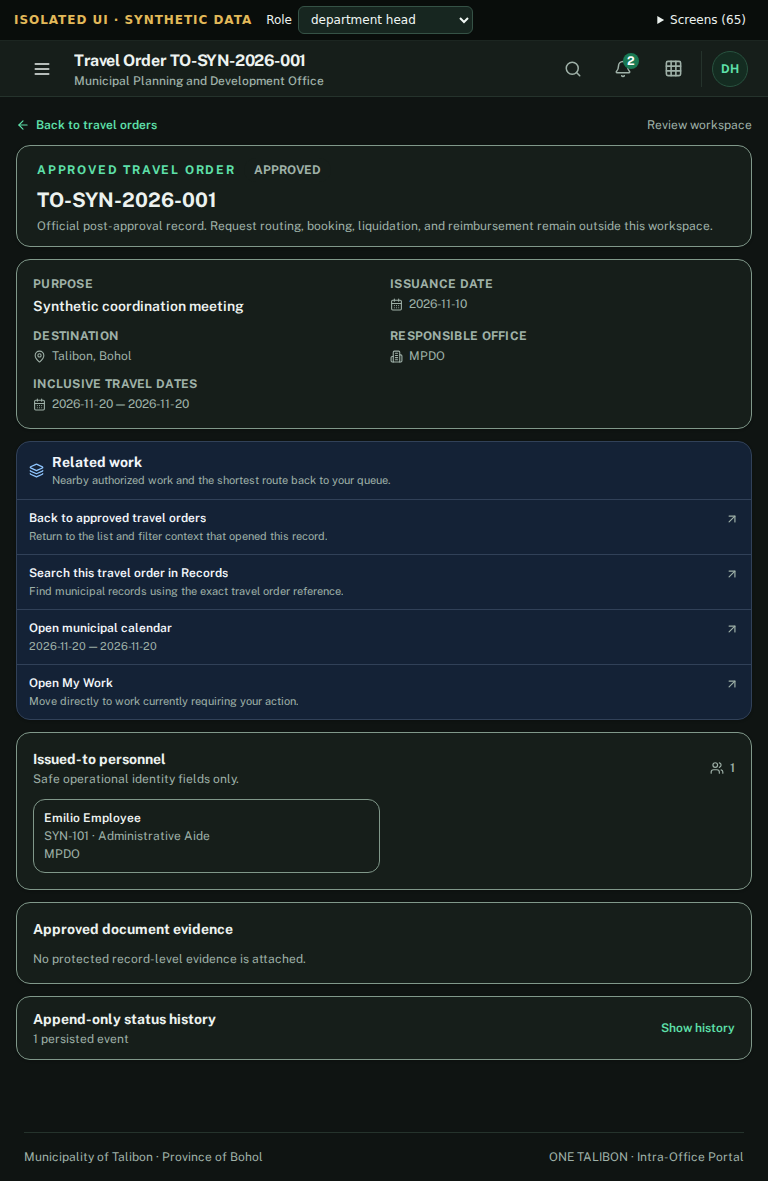 ISOLATED UI · SYNTHETIC DATA Role department head Screens (65)
Travel Order TO-SYN-2026-001
Municipal Planning and Development Office
2
DH
Back to travel orders
Review workspace
APPROVED TRAVEL ORDER APPROVED
TO-SYN-2026-001
Official post-approval record. Request routing, booking, liquidation, and reimbursement remain outside this workspace.
PURPOSE
Synthetic coordination meeting
ISSUANCE DATE
2026-11-10
DESTINATION
Talibon, Bohol
RESPONSIBLE OFFICE
MPDO
INCLUSIVE TRAVEL DATES
2026-11-20 — 2026-11-20
Related work
Nearby authorized work and the shortest route back to your queue.
Back to approved travel orders
Return to the list and filter context that opened this record.
Search this travel order in Records
Find municipal records using the exact travel order reference.
Open municipal calendar
2026-11-20 — 2026-11-20
Open My Work
Move directly to work currently requiring your action.
Issued-to personnel
Safe operational identity fields only.
1
Emilio Employee
SYN-101 · Administrative Aide
MPDO
Approved document evidence
No protected record-level evidence is attached.
Append-only status history
1 persisted event
Show history
Municipality of Talibon · Province of Bohol
ONE TALIBON · Intra-Office Portal